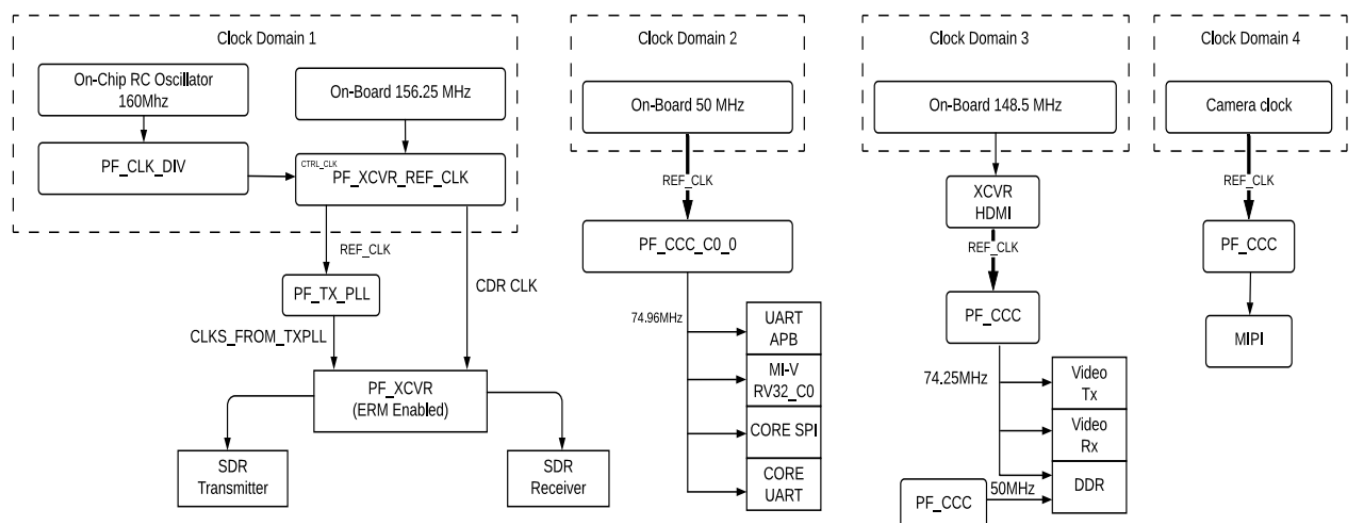 Clock Domain 1
On-Chip RC Oscillator
160Mhz
On-Board 156.25 MHz
PF_CLK_DIV
CTRL_CLK
PF_XCVR_REF_CLK
REF_CLK
CDR CLK
PF_TX_PLL
CLKS_FROM_TXPLL
PF_XCVR
(ERM Enabled)
SDR
Transmitter
SDR
Receiver
Clock Domain 2
On-Board 50 MHz
REF_CLK
PF_CCC_C0_0
74.96MHz
UART
APB
MI-V
RV32_C0
CORE SPI
CORE
UART
Clock Domain 3
On-Board 148.5 MHz
XCVR
HDMI
REF_CLK
PF_CCC
74.25MHz
Video
Tx
Video
Rx
DDR
50MHz
PF_CCC
Clock Domain 4
Camera clock
REF_CLK
PF_CCC
MIPI